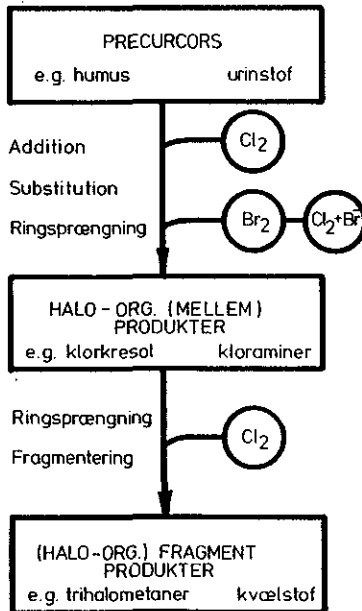 PRECURCORS
e.g. humus urinstof
Addition
Cl2
Substitution
Ringsprængning
Br2
Cl2+Br-
HALO-ORG. (MELLEM)
PRODUKTER
e.g. klorkresol kloraminer
Ringsprængning
Cl2
Fragmentering
(HALO-ORG.) FRAGMENT
PRODUKTER
e.g. trihalometaner kvælstof